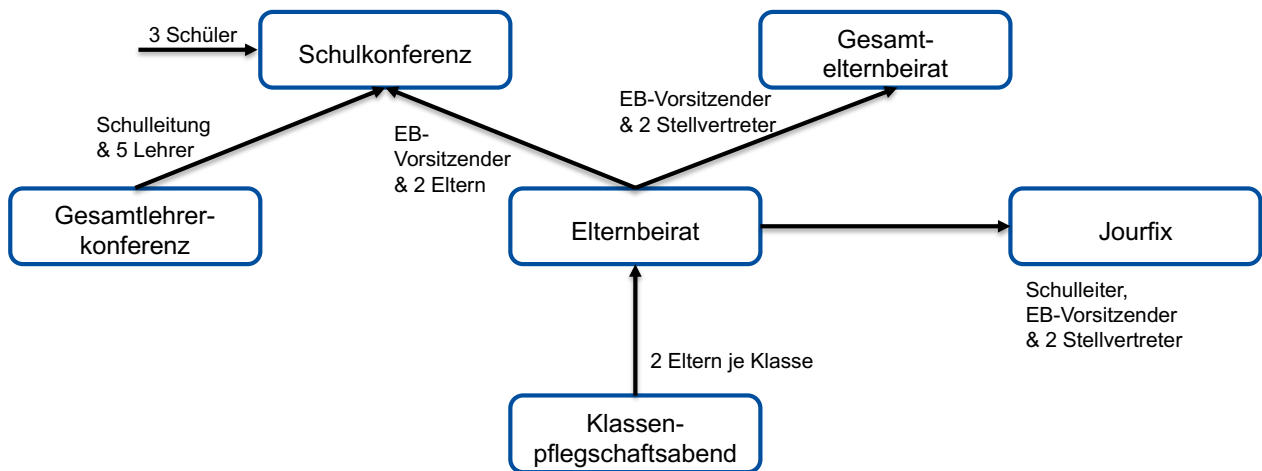 3 Schüler
Schulkonferenz
Gesamt-
elternbeirat
EB-Vorsitzender
& 2 Stellvertreter
Schulleitung
& 5 Lehrer
EB-
Vorsitzender
& 2 Eltern
Gesamtlehrer-
konferenz
Elternbeirat
Jourfix
Schulleiter,
EB-Vorsitzender
& 2 Stellvertreter
2 Eltern je Klasse
Klassen-
pflegschaftsabend